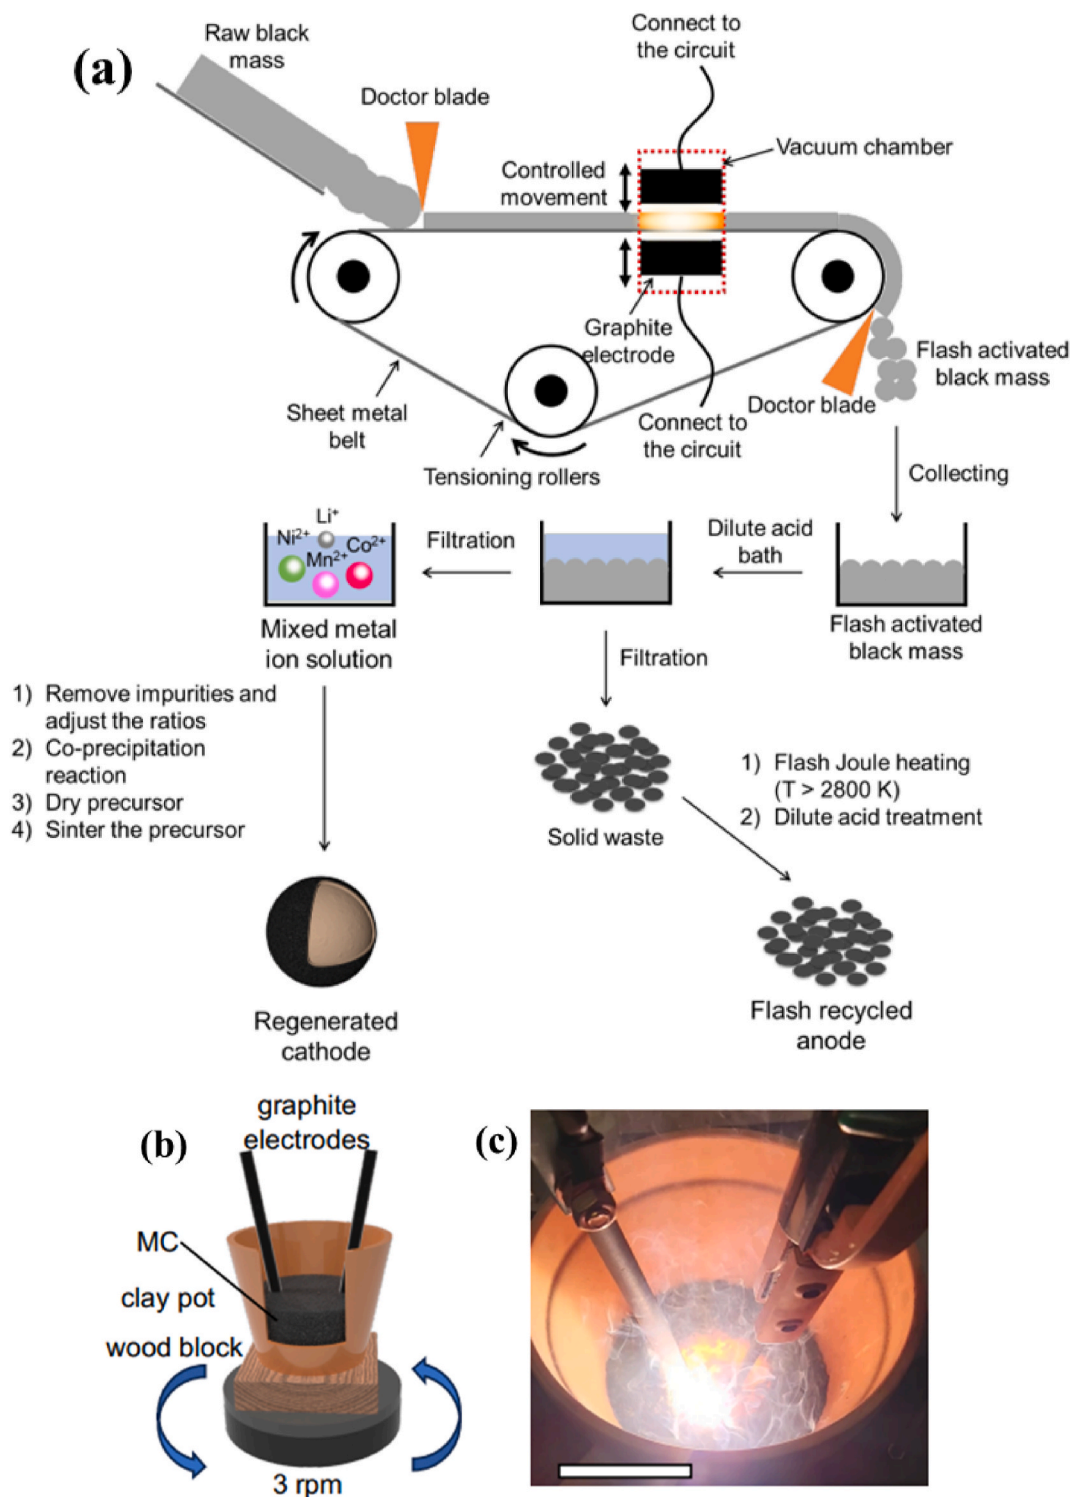 (a)
Raw black
mass
Doctor blade
Connect to
the circuit
Vacuum chamber
Controlled
movement
Graphite
electrode
Flash activated
black mass
Doctor blade
Sheet metal
belt
Connect to
the circuit
Tensioning rollers
Collecting
Li⁺
Ni²⁺
Co²⁺
Mn²⁺
Filtration
Dilute acid
bath
Mixed metal
ion solution
Flash activated
black mass
Filtration
1) Remove impurities and
adjust the ratios
2) Co-precipitation
reaction
3) Dry precursor
4) Sinter the precursor
1) Flash Joule heating
(T > 2800 K)
2) Dilute acid treatment
Solid waste
Regenerated
cathode
Flash recycled
anode
(b)
graphite
electrodes
MC
clay pot
wood block
3 rpm
(c)